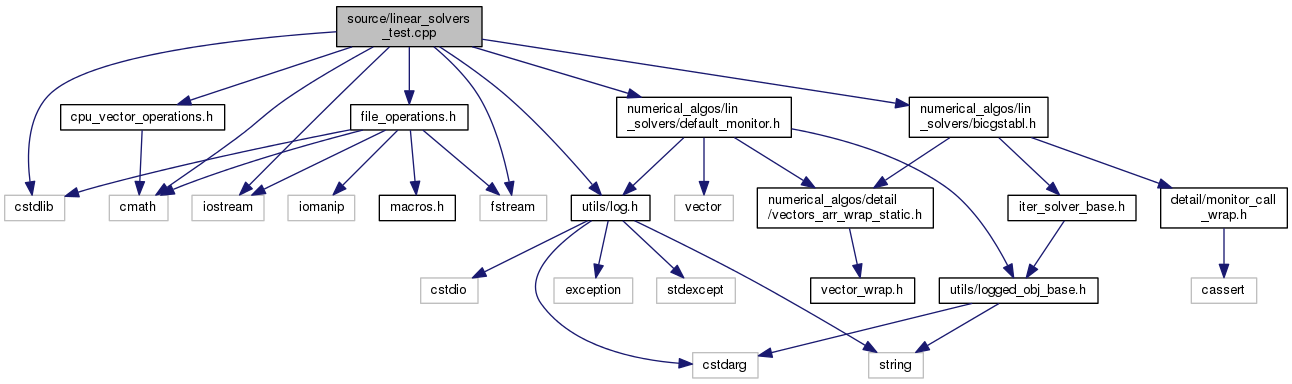 source/linear_solvers
_test.cpp
cpu_vector_operations.h
file_operations.h
numerical_algos/lin
_solvers/default_monitor.h
numerical_algos/lin
_solvers/bicgstabl.h
cstdlib
cmath
iostream
iomanip
macros.h
fstream
utils/log.h
vector
numerical_algos/detail
/vectors_arr_wrap_static.h
iter_solver_base.h
detail/monitor_call
_wrap.h
cstdio
exception
stdexcept
vector_wrap.h
utils/logged_obj_base.h
cassert
cstdarg
string